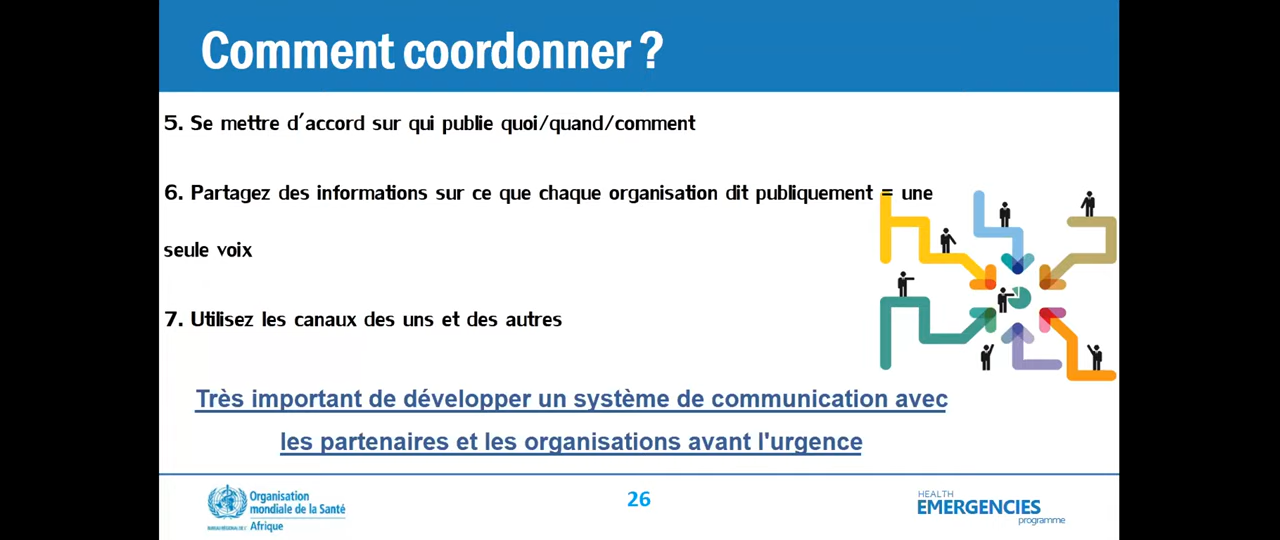 Comment coordonner ?
5. Se mettre d'accord sur qui publie quoi/quand/comment
6. Partagez des informations sur ce que chaque organisation dit publiquement = une
seule voix
7. Utilisez les canaux des uns et des autres
Très important de développer un système de communication avec
les partenaires et les organisations avant l'urgence
Organisation
mondiale de la Santé
Afrique
26
HEALTH
EMERGENCIES
programme